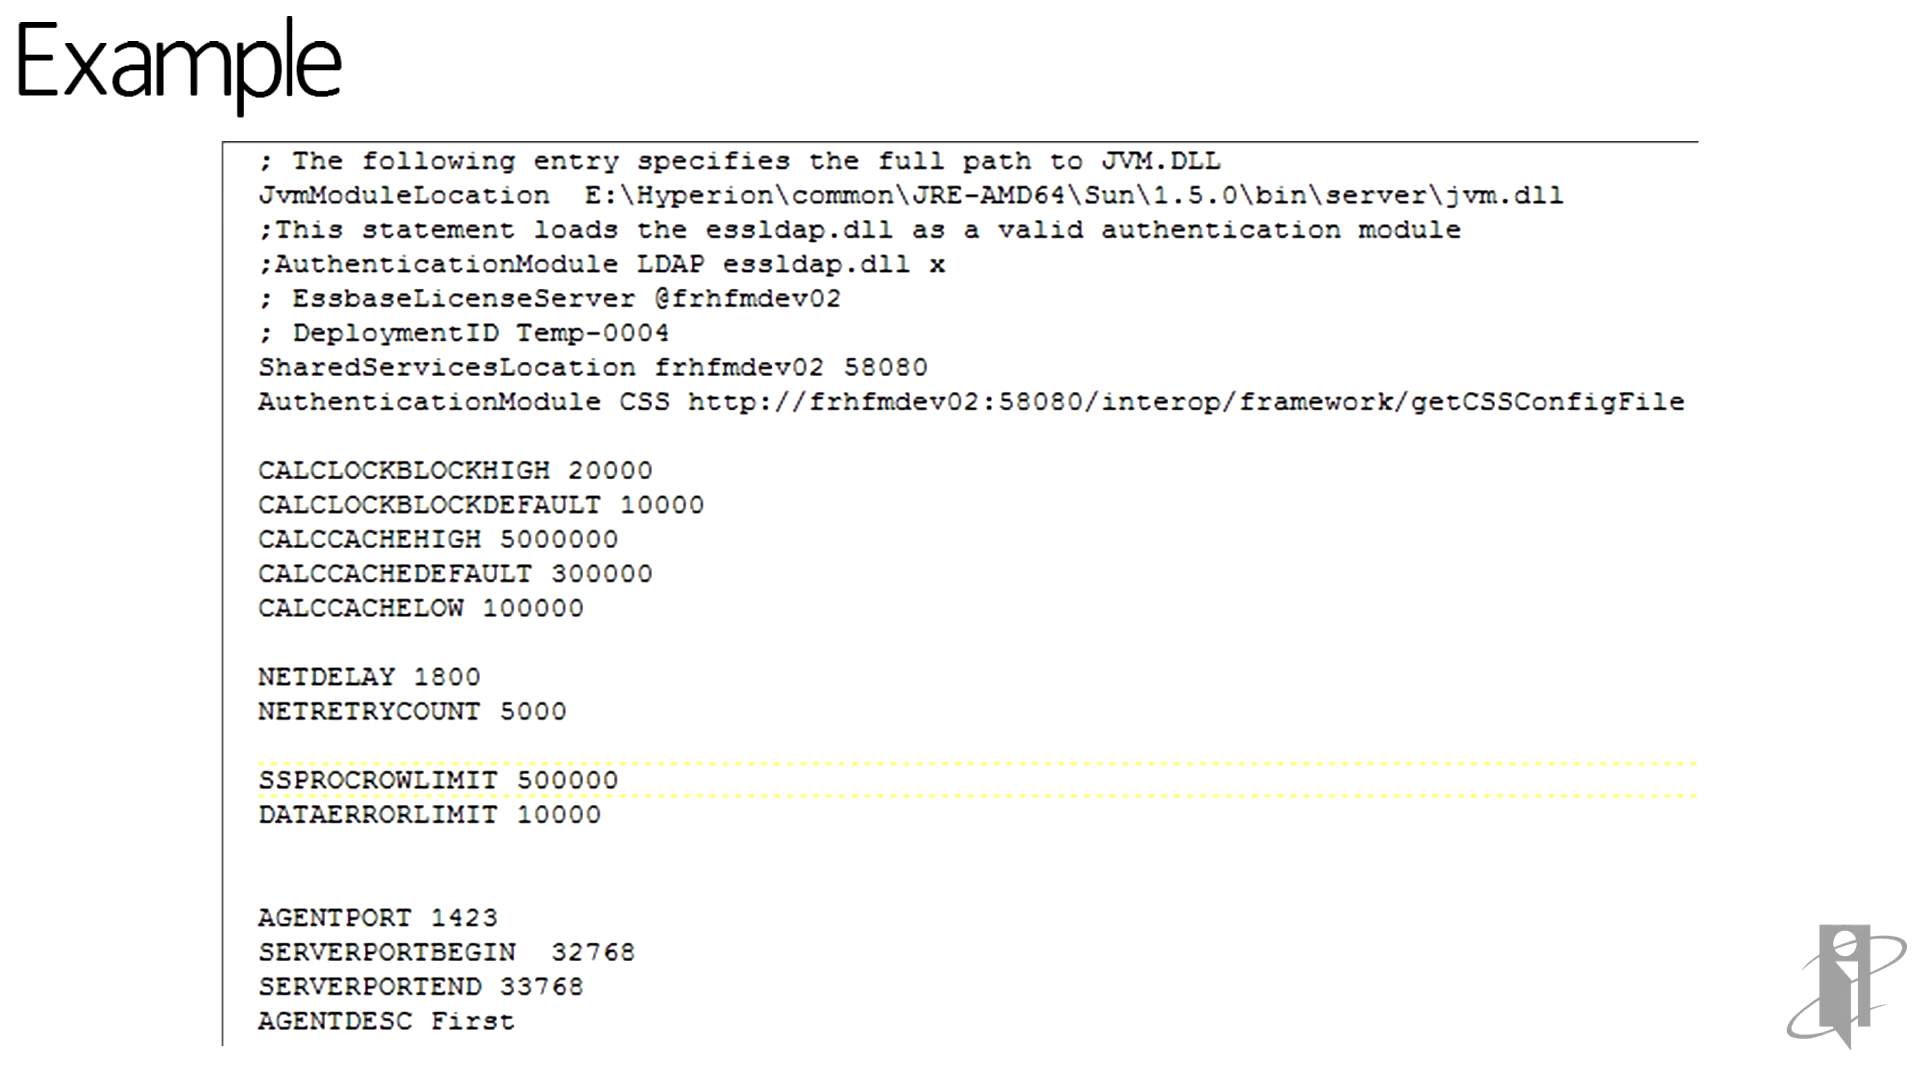 Example
; The following entry specifies the full path to JVM.DLL
JvmModuleLocation  E:\Hyperion\common\JRE-AMD64\Sun\1.5.0\bin\server\jvm.dll
;This statement loads the essldap.dll as a valid authentication module
;AuthenticationModule LDAP essldap.dll x
; EssbaseLicenseServer @frhfmdev02
; DeploymentID Temp-0004
SharedServicesLocation frhfmdev02 58080
AuthenticationModule CSS http://frhfmdev02:58080/interop/framework/getCSSConfigFile
CALCLOCKBLOCKHIGH 20000
CALCLOCKBLOCKDEFAULT 10000
CALCCACHEHIGH 5000000
CALCCACHEDEFAULT 300000
CALCCACHELOW 100000
NETDELAY 1800
NETRETRYCOUNT 5000
SSPROCROWLIMIT 500000
DATAERRORLIMIT 10000
AGENTPORT 1423
SERVERPORTBEGIN  32768
SERVERPORTEND 33768
AGENTDESC First